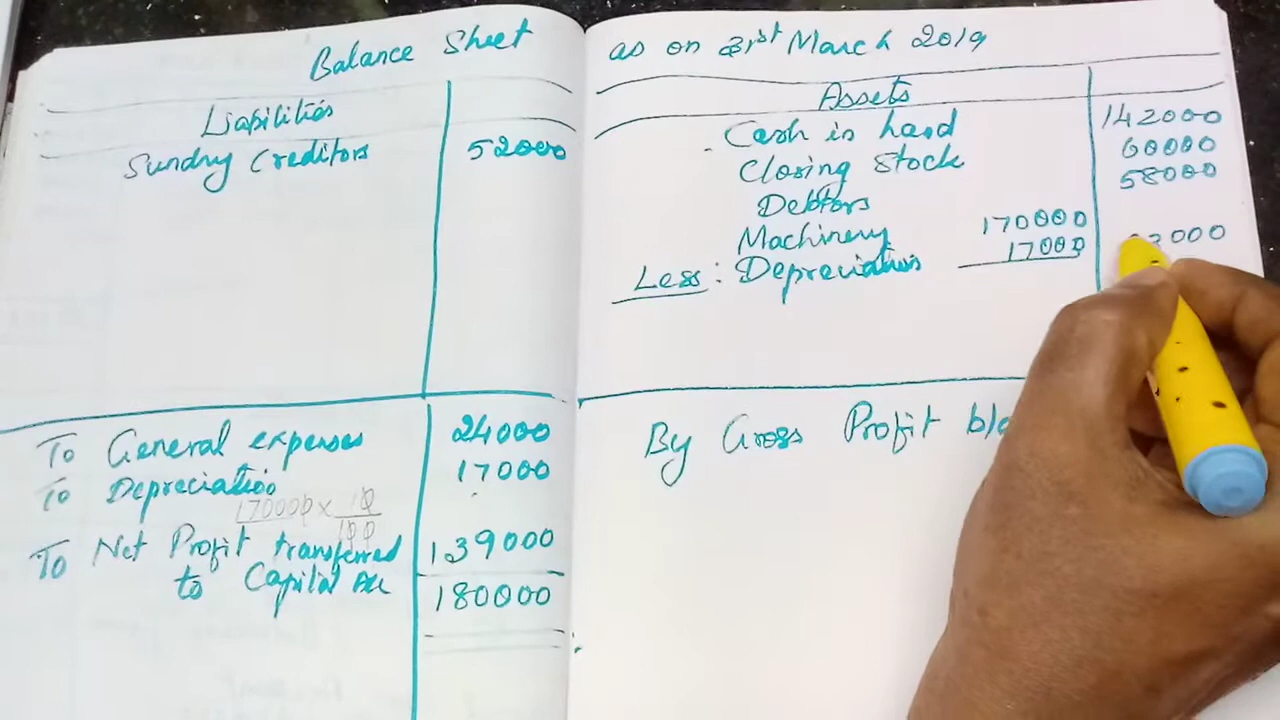 Balance Sheet as on 31st March 2019
Liabilities
Sundry Creditors 52000
Assets
Cash in hand 142000
Closing Stock 60000
Debtors 58000
Machinery 170000
Less: Depreciation 17000
To General expenses 24000
To Depreciation 17000
170000 x 10
100
To Net Profit transferred 139000
to Capital A/c
180000
By Gross Profit b/d